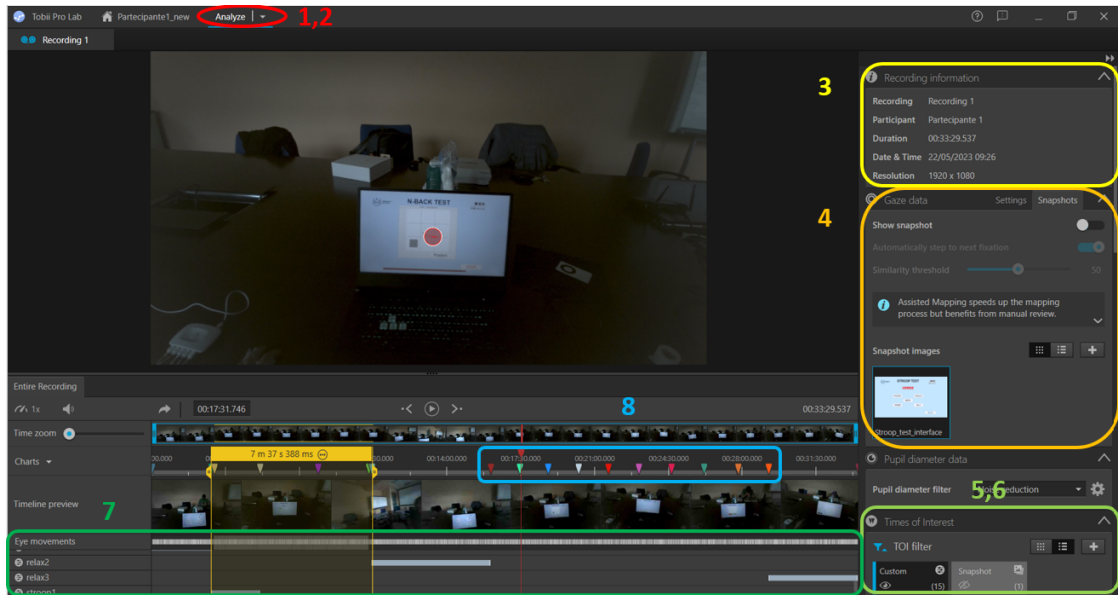 Tobii Pro Lab Partecipante1_new Analyze 1,2
Recording 1
3
Recording information
Recording Recording 1
Participant Partecipante 1
Duration 00:33:29.537
Date & Time 22/05/2023 09:26
Resolution 1920 x 1080
4
Gaze data Settings Snapshots
Show snapshot
Automatically step to next fixation
Similarity threshold 50
Assisted Mapping speeds up the mapping
process but benefits from manual review.
Snapshot images
STROOP TEST
Stroop_test_interface
N-BACK TEST
Entire Recording
1x 00:17:31.746 8 00:33:29.537
Time zoom
Charts
7 m 37 s 388 ms
00:14:00.000 00:17:30.000 00:21:00.000 00:24:30.000 00:28:00.000 00:31:30.000
Timeline preview
7
Eye movements
relax2
relax3
stroop1
Pupil diameter data
Pupil diameter filter Noise reduction
5,6
Times of Interest
TOI filter
Custom Snapshot
(15) (1)